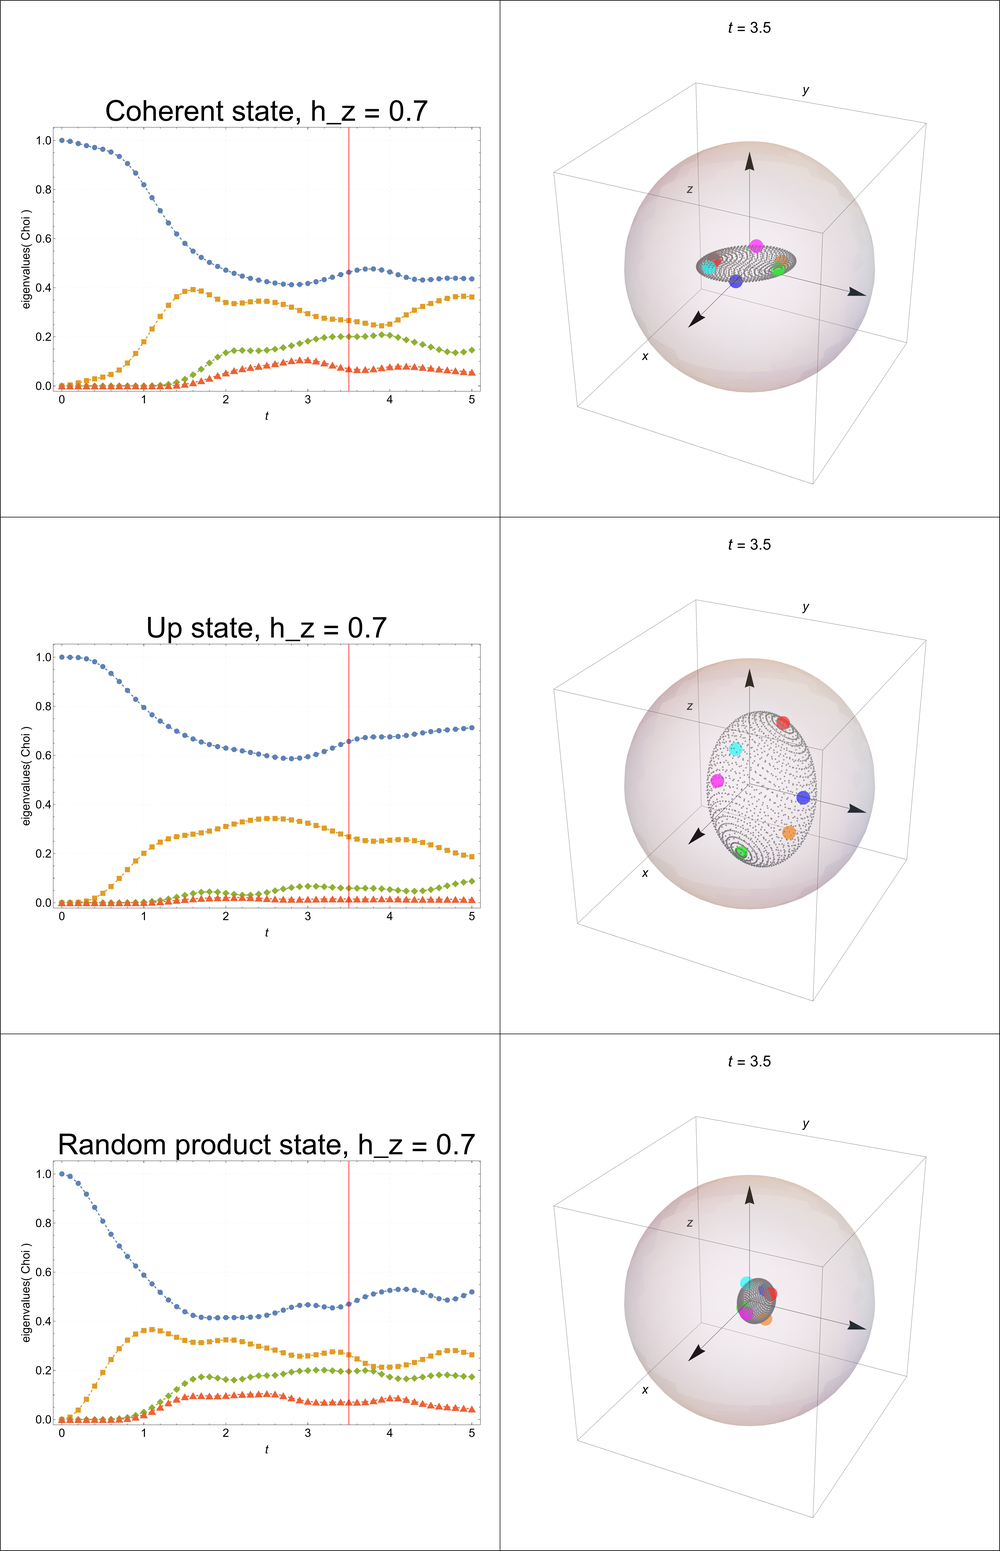 Coherent state, h_z = 0.7
eigenvalues( Choi )
1.0
0.8
0.6
0.4
0.2
0.0
0 1 2 3 4 5
t
t = 3.5
y
z
x
Up state, h_z = 0.7
eigenvalues( Choi )
1.0
0.8
0.6
0.4
0.2
0.0
0 1 2 3 4 5
t
t = 3.5
y
z
x
Random product state, h_z = 0.7
eigenvalues( Choi )
1.0
0.8
0.6
0.4
0.2
0.0
0 1 2 3 4 5
t
t = 3.5
y
z
x